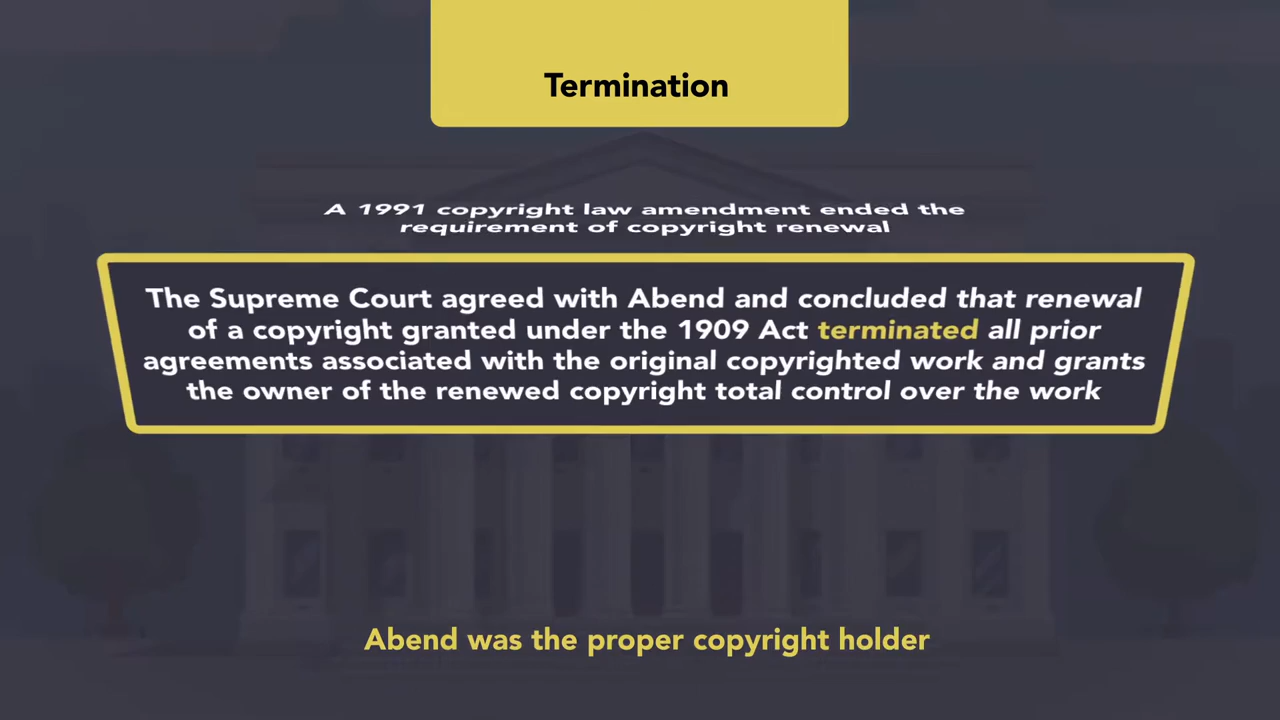 Termination
A 1991 copyright law amendment ended the
requirement of copyright renewal
The Supreme Court agreed with Abend and concluded that renewal
of a copyright granted under the 1909 Act terminated all prior
agreements associated with the original copyrighted work and grants
the owner of the renewed copyright total control over the work
Abend was the proper copyright holder